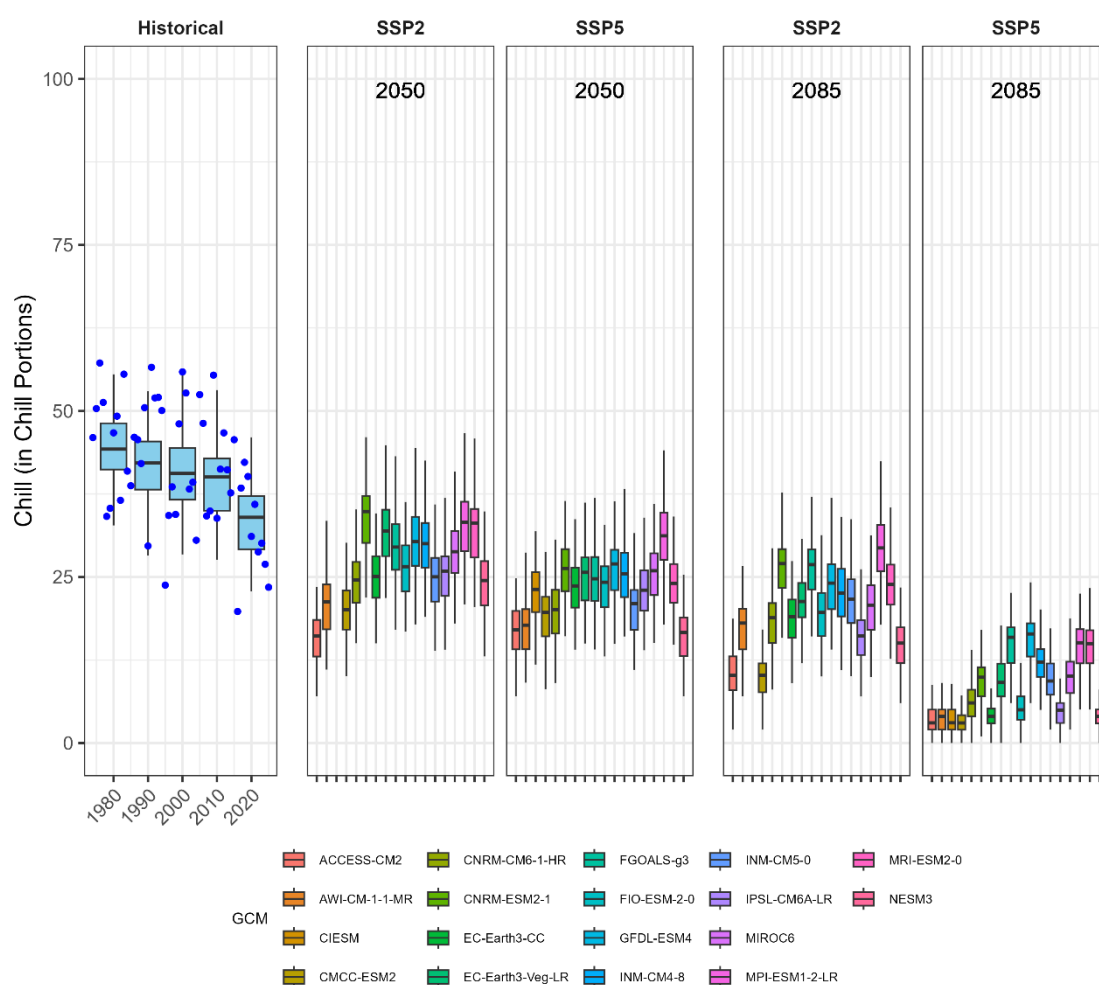 Historical
SSP2
SSP5
SSP2
SSP5
2050
2050
2085
2085
Chill (in Chill Portions)
100
75
50
25
0
1980
1990
2000
2010
2020
GCM
ACCESS-CM2
AWI-CM-1-1-MR
CIESM
CMCC-ESM2
CNRM-CM6-1-HR
CNRM-ESM2-1
EC-Earth3-CC
EC-Earth3-Veg-LR
FGOALS-g3
FIO-ESM-2-0
GFDL-ESM4
INM-CM4-8
INM-CM5-0
IPSL-CM6A-LR
MIROC6
MPI-ESM1-2-LR
MRI-ESM2-0
NESM3